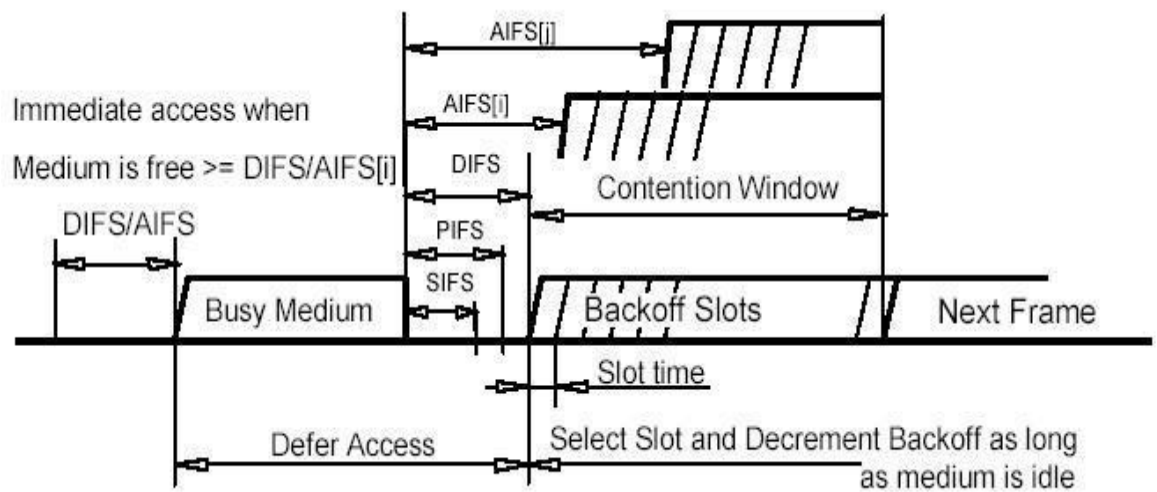 AIFS[j]
Immediate access when
AIFS[i]
Medium is free >= DIFS/AIFS[i]
DIFS
Contention Window
DIFS/AIFS
PIFS
SIFS
Busy Medium
Backoff Slots
Next Frame
Slot time
Defer Access
Select Slot and Decrement Backoff as long
as medium is idle